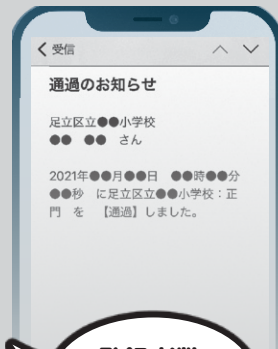 受信
通過のお知らせ
足立区立●●小学校
●● ●● さん
2021年●●月●●日 ●●時●●分
●●秒 に足立区立●●小学校：正
門 を 【通過】しました。